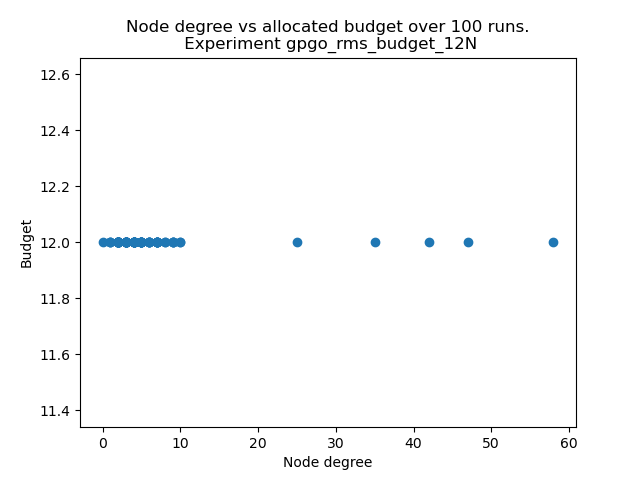 Node degree vs allocated budget over 100 runs.
Experiment gpgo_rms_budget_12N
12.6
12.4
12.2
12.0
11.8
11.6
11.4
Budget
0 10 20 30 40 50 60
Node degree